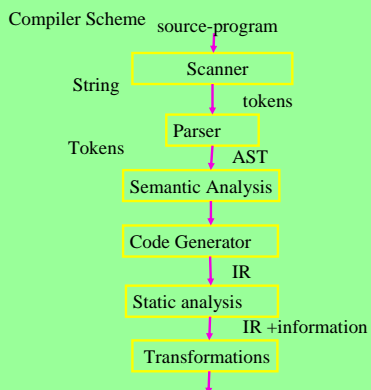 Compiler Scheme
source-program
Scanner
String
tokens
Parser
Tokens
AST
Semantic Analysis
Code Generator
IR
Static analysis
IR +information
Transformations